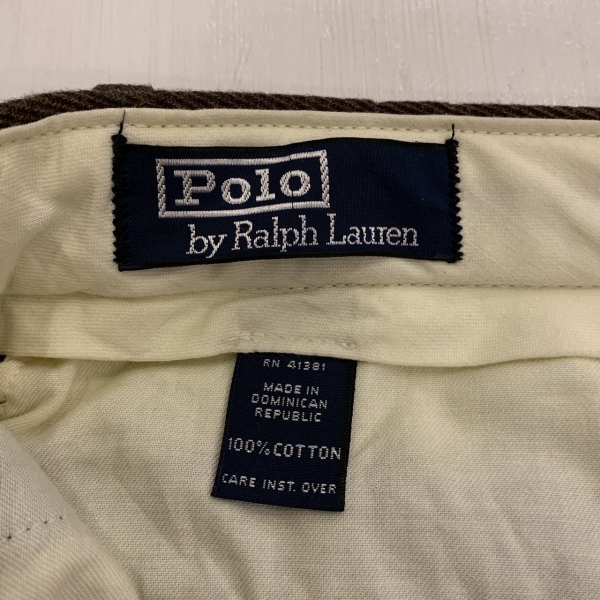 Polo
by Ralph Lauren
RN 41381
MADE IN
DOMINICAN
REPUBLIC
100% COTTON
CARE INST. OVER